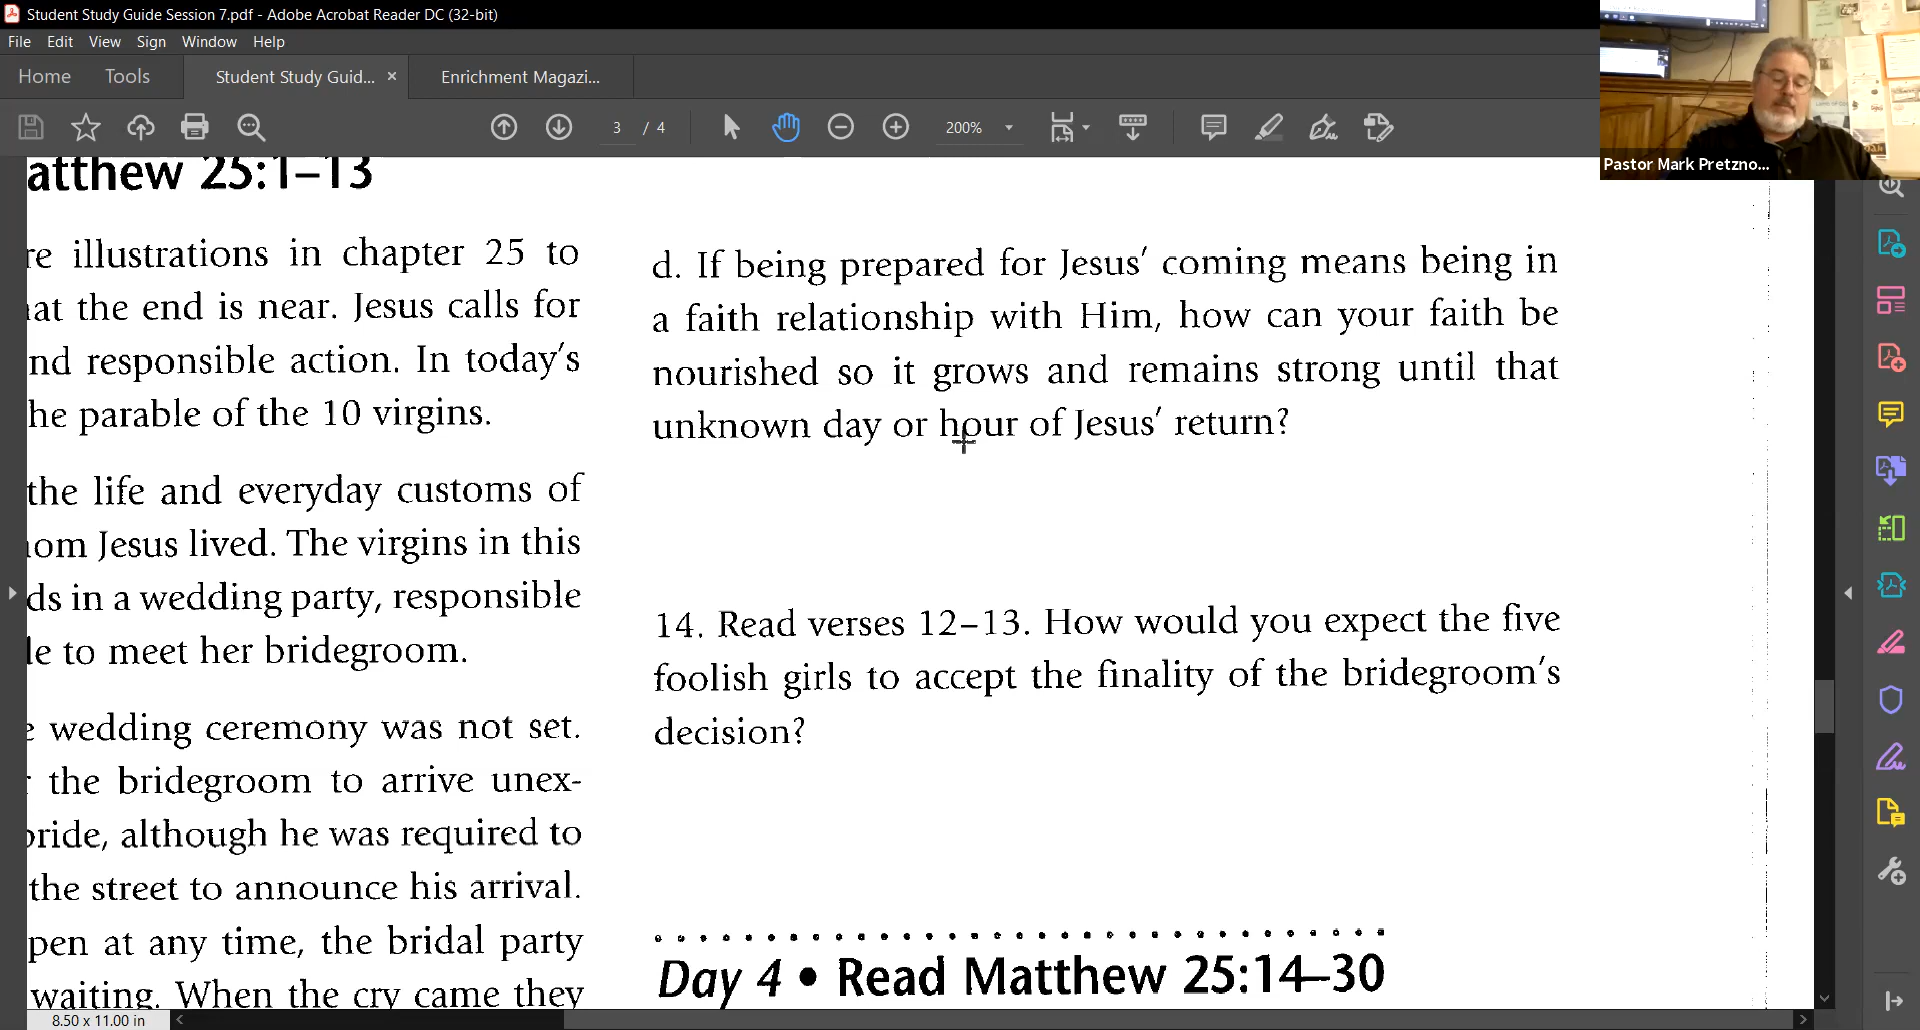 Student Study Guide Session 7.pdf - Adobe Acrobat Reader DC (32-bit)
File Edit View Sign Window Help
Home Tools Student Study Guid... × Enrichment Magazi...
3 / 4 200%
Pastor Mark Pretzno...
atthew 25:1–13
re illustrations in chapter 25 to
at the end is near. Jesus calls for
nd responsible action. In today's
he parable of the 10 virgins.
the life and everyday customs of
om Jesus lived. The virgins in this
ds in a wedding party, responsible
le to meet her bridegroom.
e wedding ceremony was not set.
r the bridegroom to arrive unex-
bride, although he was required to
the street to announce his arrival.
pen at any time, the bridal party
waiting. When the cry came they
d. If being prepared for Jesus' coming means being in
a faith relationship with Him, how can your faith be
nourished so it grows and remains strong until that
unknown day or hour of Jesus' return?
14. Read verses 12–13. How would you expect the five
foolish girls to accept the finality of the bridegroom's
decision?
Day 4 • Read Matthew 25:14–30
8.50 x 11.00 in